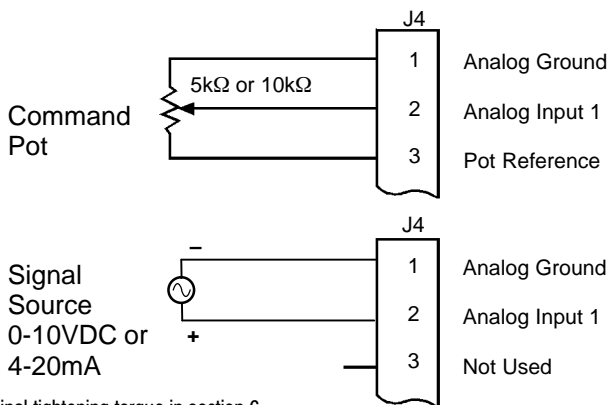 J4
1 Analog Ground
5kΩ or 10kΩ
2 Analog Input 1
Command
Pot
3 Pot Reference
J4
–
1 Analog Ground
Signal
Source
0-10VDC or
4-20mA
+
2 Analog Input 1
3 Not Used
tightening torque in section 6